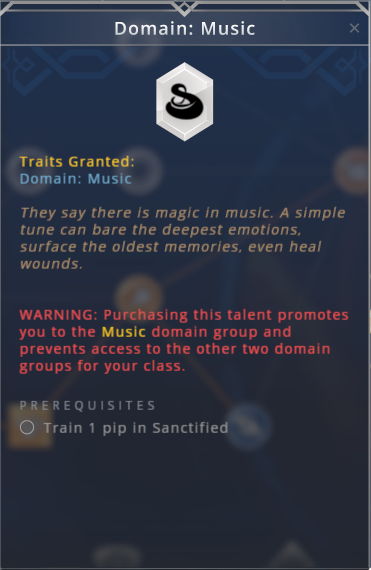 Domain: Music
Traits Granted:
Domain: Music
They say there is magic in music. A simple
tune can bare the deepest emotions,
surface the oldest memories, even heal
wounds.
WARNING: Purchasing this talent promotes
you to the Music domain group and
prevents access to the other two domain
groups for your class.
PREREQUISITES
Train 1 pip in Sanctified